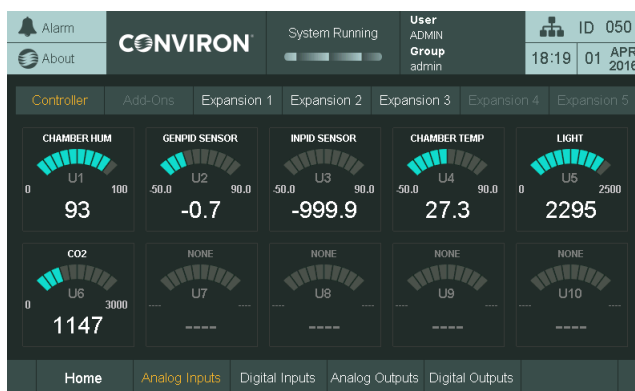 Alarm
About
CONVIRON
System Running
User
ADMIN
Group
admin
ID 050
18:19 01 APR 2016
Controller Add-Ons Expansion 1 Expansion 2 Expansion 3 Expansion 4 Expansion 5
CHAMBER HUM GENPID SENSOR INPID SENSOR CHAMBER TEMP LIGHT
U1 U2 U3 U4 U5
0 100 -50.0 90.0 -50.0 90.0 -50.0 90.0 0 2500
93 -0.7 -999.9 27.3 2295
CO2 NONE NONE NONE NONE
U6 U7 U8 U9 U10
0 3000 ---- ---- ---- ---- ---- ---- ---- ----
1147 ---- ---- ---- ----
Home Analog Inputs Digital Inputs Analog Outputs Digital Outputs